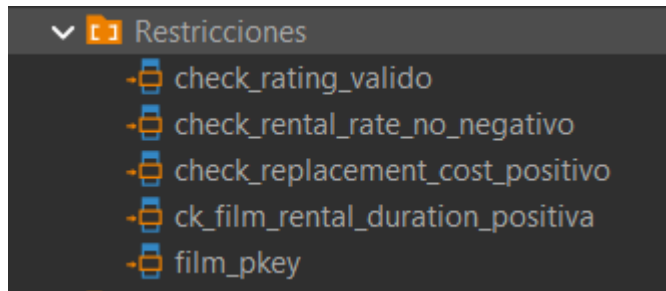 Restricciones
check_rating_valido
check_rental_rate_no_negativo
check_replacement_cost_positivo
ck_film_rental_duration_positiva
film_pkey